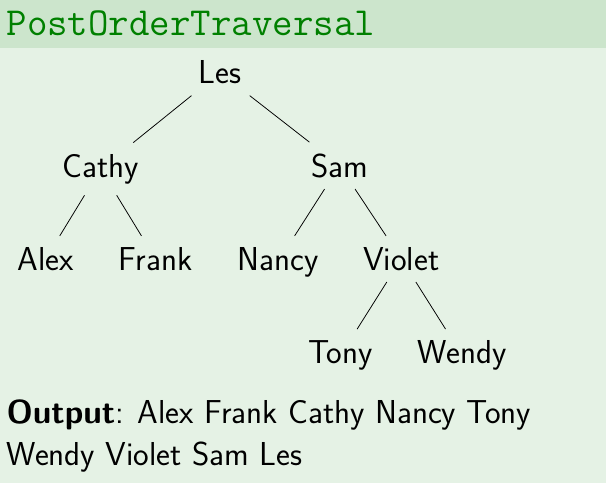 PostOrderTraversal
Les
Cathy Sam
Alex Frank Nancy Violet
Tony Wendy
Output: Alex Frank Cathy Nancy Tony
Wendy Violet Sam Les